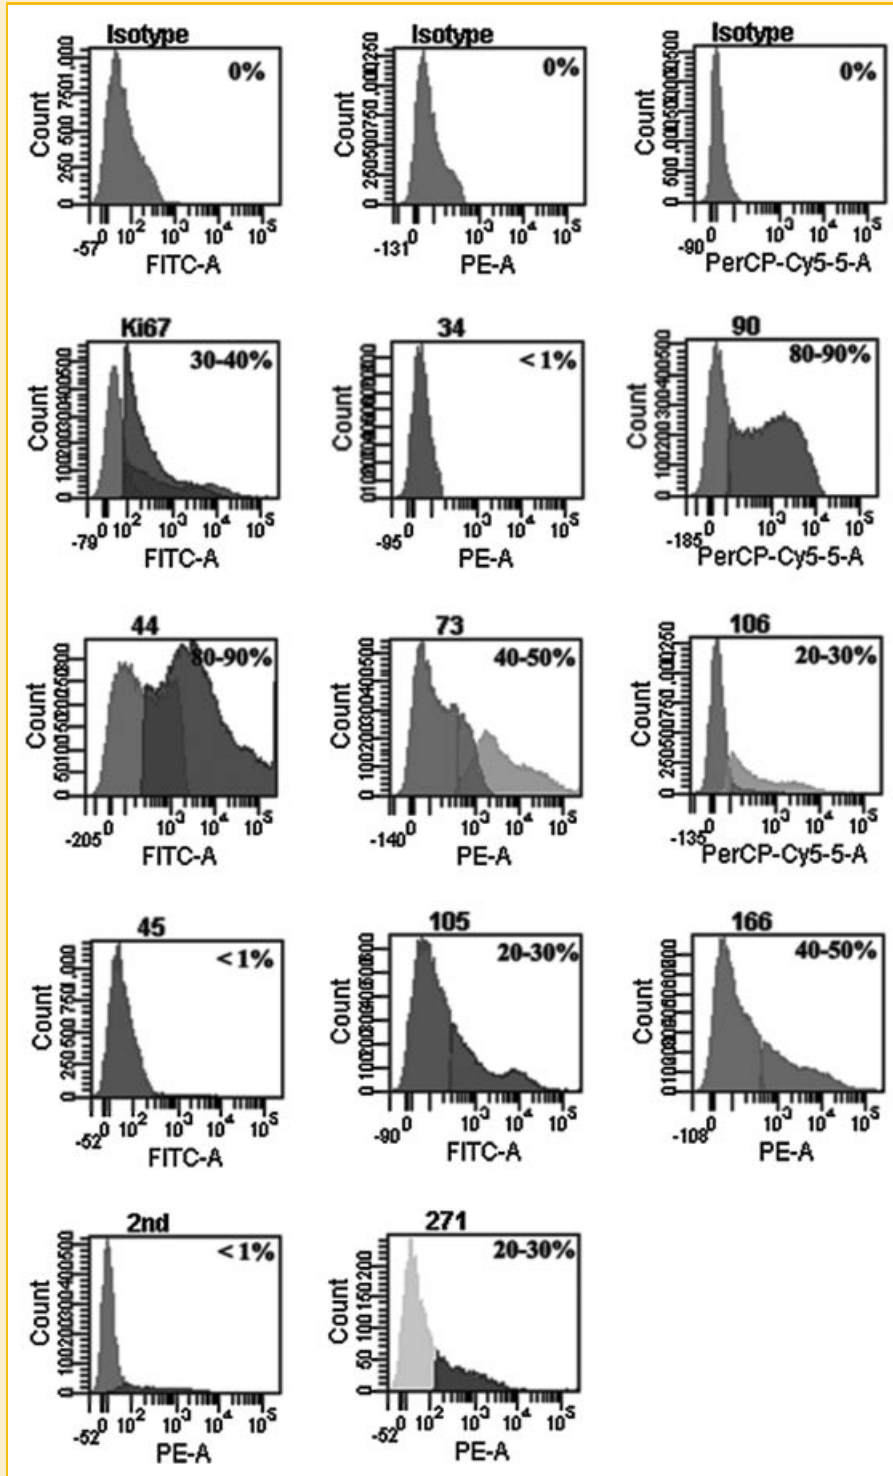 Isotype Isotype Isotype
0% 0% 0%
Count Count Count
-57 0 10² 10³ 10⁴ 10⁵ -131 0 10³ 10⁴ 10⁵ -90 0 10³ 10⁴ 10⁵
FITC-A PE-A PerCP-Cy5-5-A
Ki67 34 90
30-40% < 1% 80-90%
Count Count Count
-79 0 10² 10³ 10⁴ 10⁵ -95 0 10³ 10⁴ 10⁵ -185 0 10³ 10⁴ 10⁵
FITC-A PE-A PerCP-Cy5-5-A
44 73 106
80-90% 40-50% 20-30%
Count Count Count
-205 0 10³ 10⁴ 10⁵ -140 0 10³ 10⁴ 10⁵ -135 0 10³ 10⁴ 10⁵
FITC-A PE-A PerCP-Cy5-5-A
45 105 166
< 1% 20-30% 40-50%
Count Count Count
-52 0 10² 10³ 10⁴ 10⁵ -90 0 10³ 10⁴ 10⁵ -108 0 10³ 10⁴ 10⁵
FITC-A FITC-A PE-A
2nd 271
< 1% 20-30%
Count Count
-52 0 10² 10³ 10⁴ 10⁵ -52 0 10² 10³ 10⁴ 10⁵
PE-A PE-A